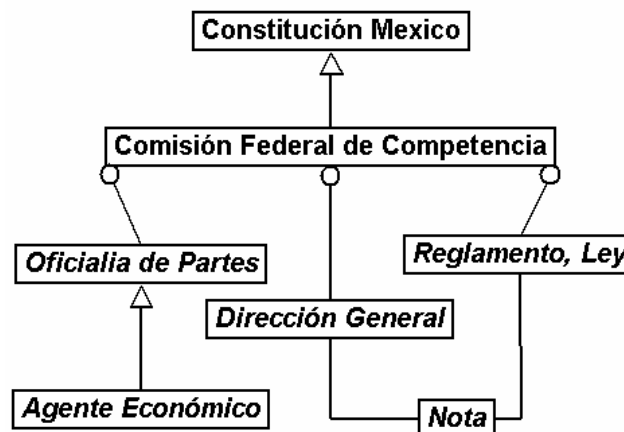 Constitución Mexico
Comisión Federal de Competencia
Oficialia de Partes
Reglamento, Ley
Dirección General
Agente Económico
Nota